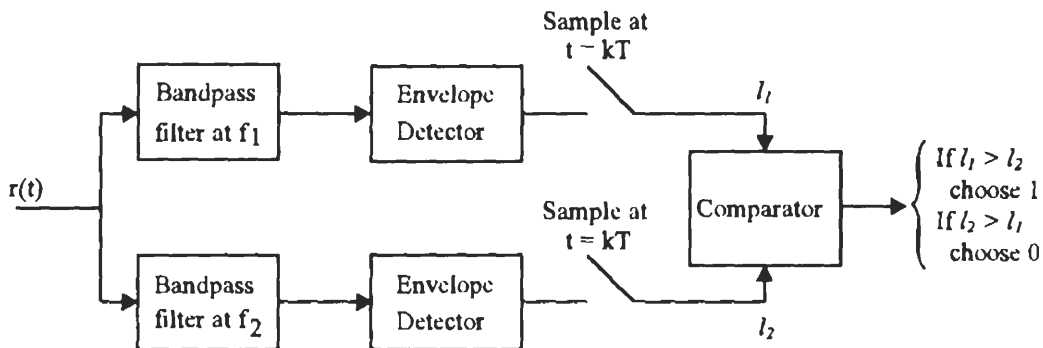 Sample at
t = kT
Bandpass
filter at f1
Envelope
Detector
l1
r(t)
Comparator
If l1 > l2
choose 1
If l2 > l1
choose 0
Sample at
t = kT
Bandpass
filter at f2
Envelope
Detector
l2